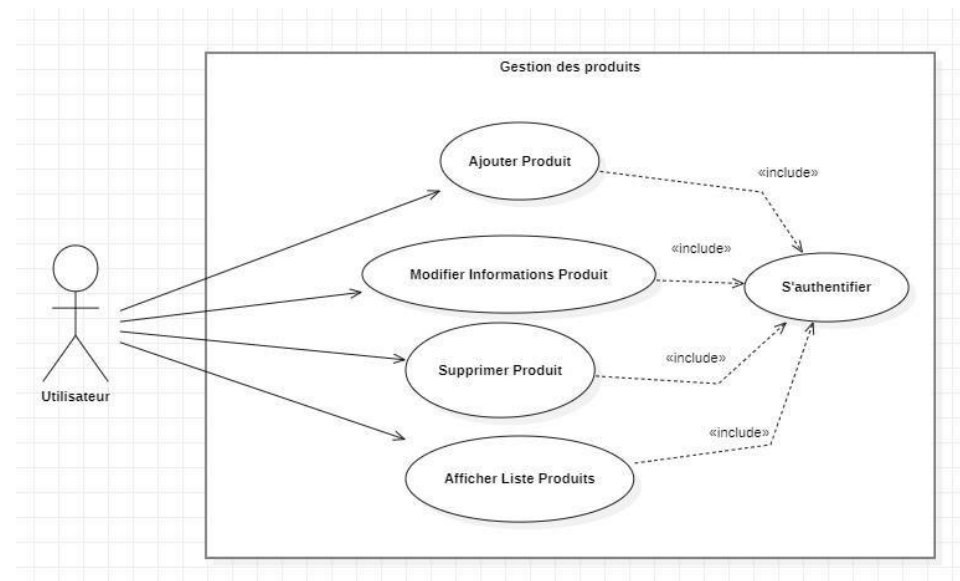 Gestion des produits
Ajouter Produit
«include»
Modifier Informations Produit
«include»
S'authentifier
Supprimer Produit
«include»
Utilisateur
«include»
Afficher Liste Produits